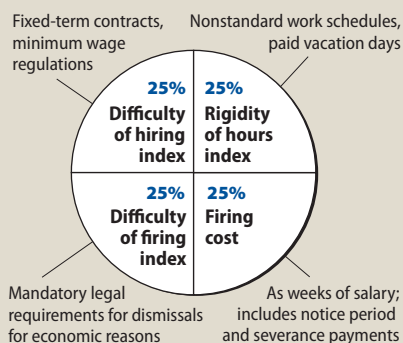 Fixed-term contracts,
minimum wage
regulations
Nonstandard work schedules,
paid vacation days
25%
Difficulty
of hiring
index
25%
Rigidity
of hours
index
25%
Difficulty
of firing
index
25%
Firing
cost
Mandatory legal
requirements for dismissals
for economic reasons
As weeks of salary;
includes notice period
and severance payments